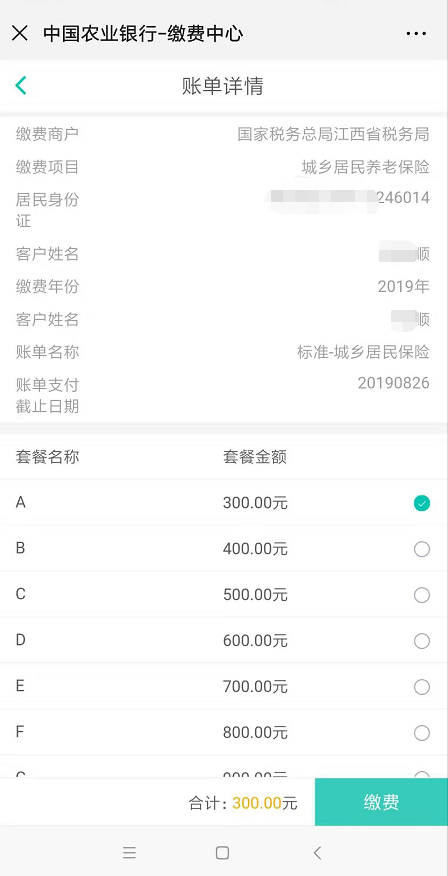 中国农业银行-缴费中心
账单详情
缴费商户 国家税务总局江西省税务局
缴费项目 城乡居民养老保险
居民身份证 246014
客户姓名 顺
缴费年份 2019年
客户姓名 顺
账单名称 标准-城乡居民保险
账单支付截止日期 20190826
套餐名称 套餐金额
A 300.00元
B 400.00元
C 500.00元
D 600.00元
E 700.00元
F 800.00元
合计：300.00元 缴费